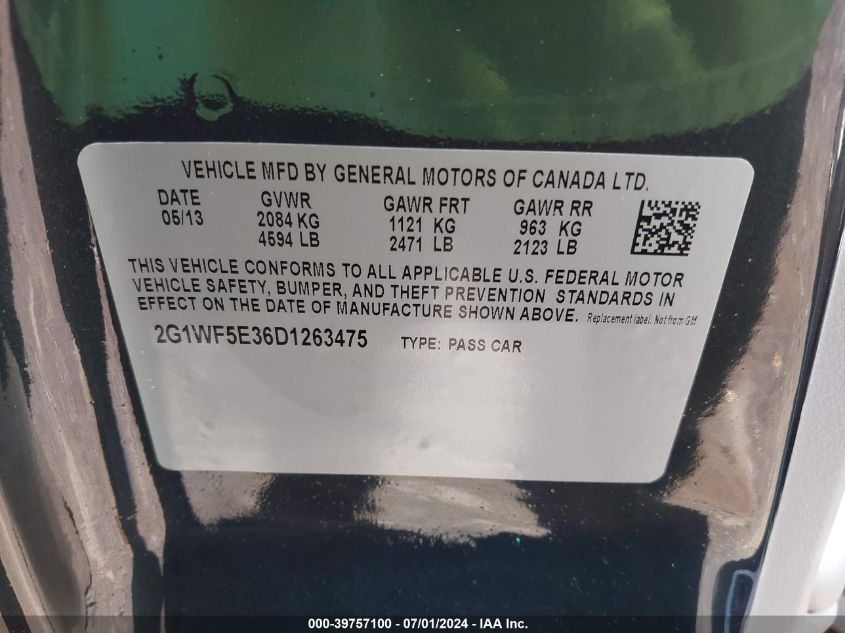 VEHICLE MFD BY GENERAL MOTORS OF CANADA LTD.
DATE GVWR GAWR FRT GAWR RR
05/13 2084 KG 1121 KG 963 KG
4594 LB 2471 LB 2123 LB
THIS VEHICLE CONFORMS TO ALL APPLICABLE U.S. FEDERAL MOTOR
VEHICLE SAFETY, BUMPER, AND THEFT PREVENTION STANDARDS IN
EFFECT ON THE DATE OF MANUFACTURE SHOWN ABOVE. Replacement label: Not from GM
2G1WF5E36D1263475 TYPE: PASS CAR
000-39757100 - 07/01/2024 - IAA Inc.